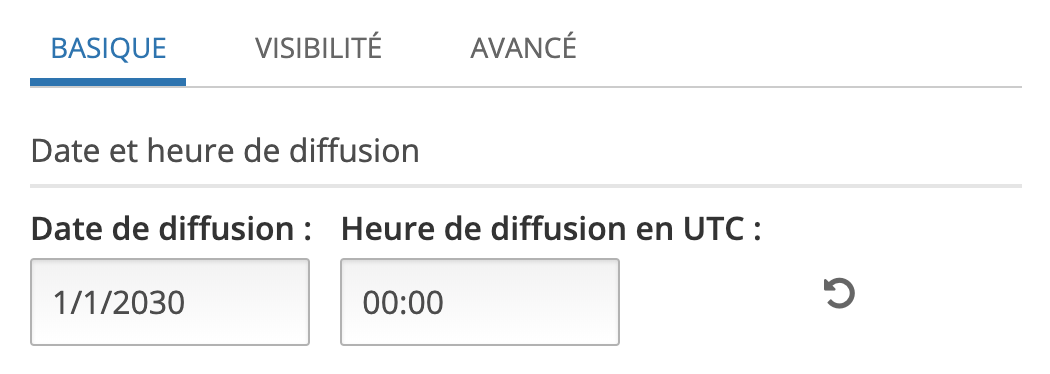 BASIQUE VISIBILITÉ AVANCÉ
Date et heure de diffusion
Date de diffusion : Heure de diffusion en UTC :
1/1/2030 00:00